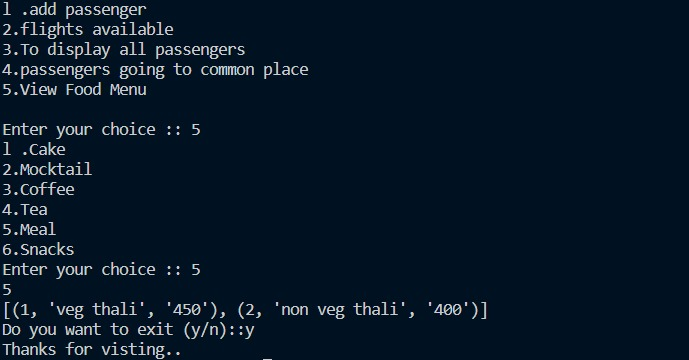 l .add passenger
2.flights available
3.To display all passengers
4.passengers going to common place
5.View Food Menu
Enter your choice :: 5
l .Cake
2.Mocktail
3.Coffee
4.Tea
5.Meal
6.Snacks
Enter your choice :: 5
5
[(1, 'veg thali', '450'), (2, 'non veg thali', '400')]
Do you want to exit (y/n)::y
Thanks for visting..